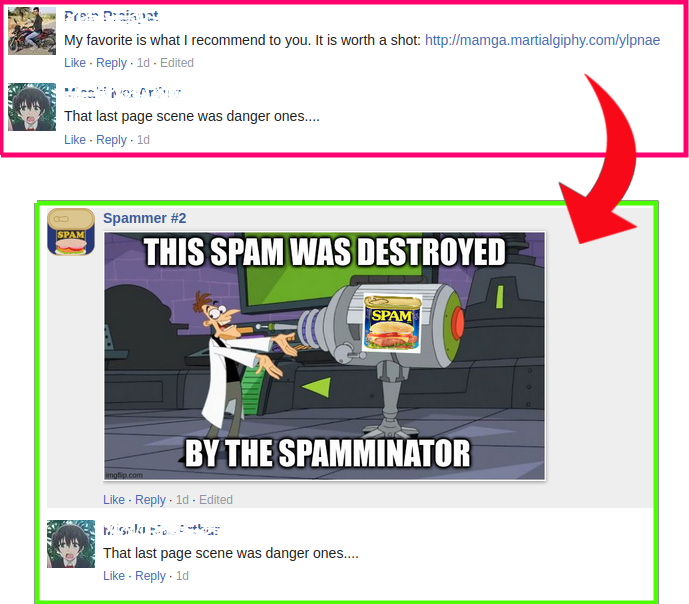 My favorite is what I recommend to you. It is worth a shot: http://mamga.martialgiphy.com/ylpnae
Like · Reply · 1d · Edited
That last page scene was danger ones....
Like · Reply · 1d
Spammer #2
SPAM
THIS SPAM WAS DESTROYED
SPAM
BY THE SPAMMINATOR
imgflip.com
Like · Reply · 1d · Edited
That last page scene was danger ones....
Like · Reply · 1d